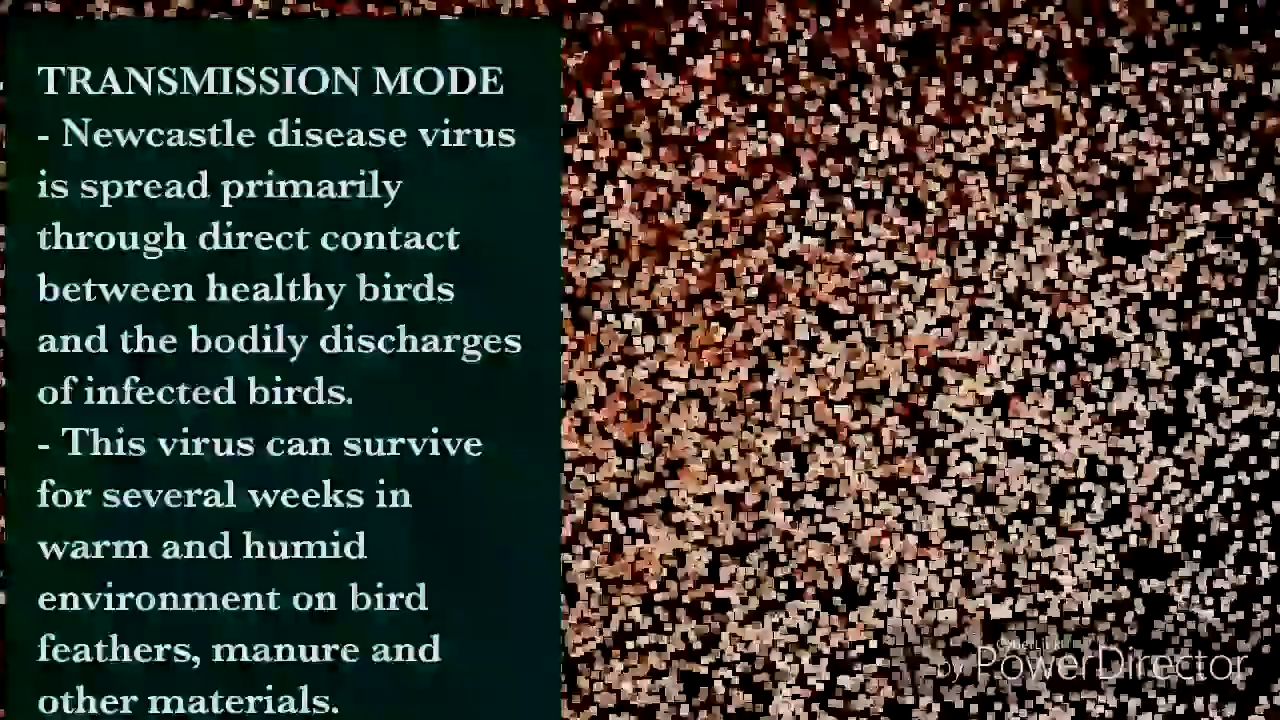 TRANSMISSION MODE
- Newcastle disease virus
is spread primarily
through direct contact
between healthy birds
and the bodily discharges
of infected birds.
- This virus can survive
for several weeks in
warm and humid
environment on bird
feathers, manure and
other materials.
CyberLink
by PowerDirector